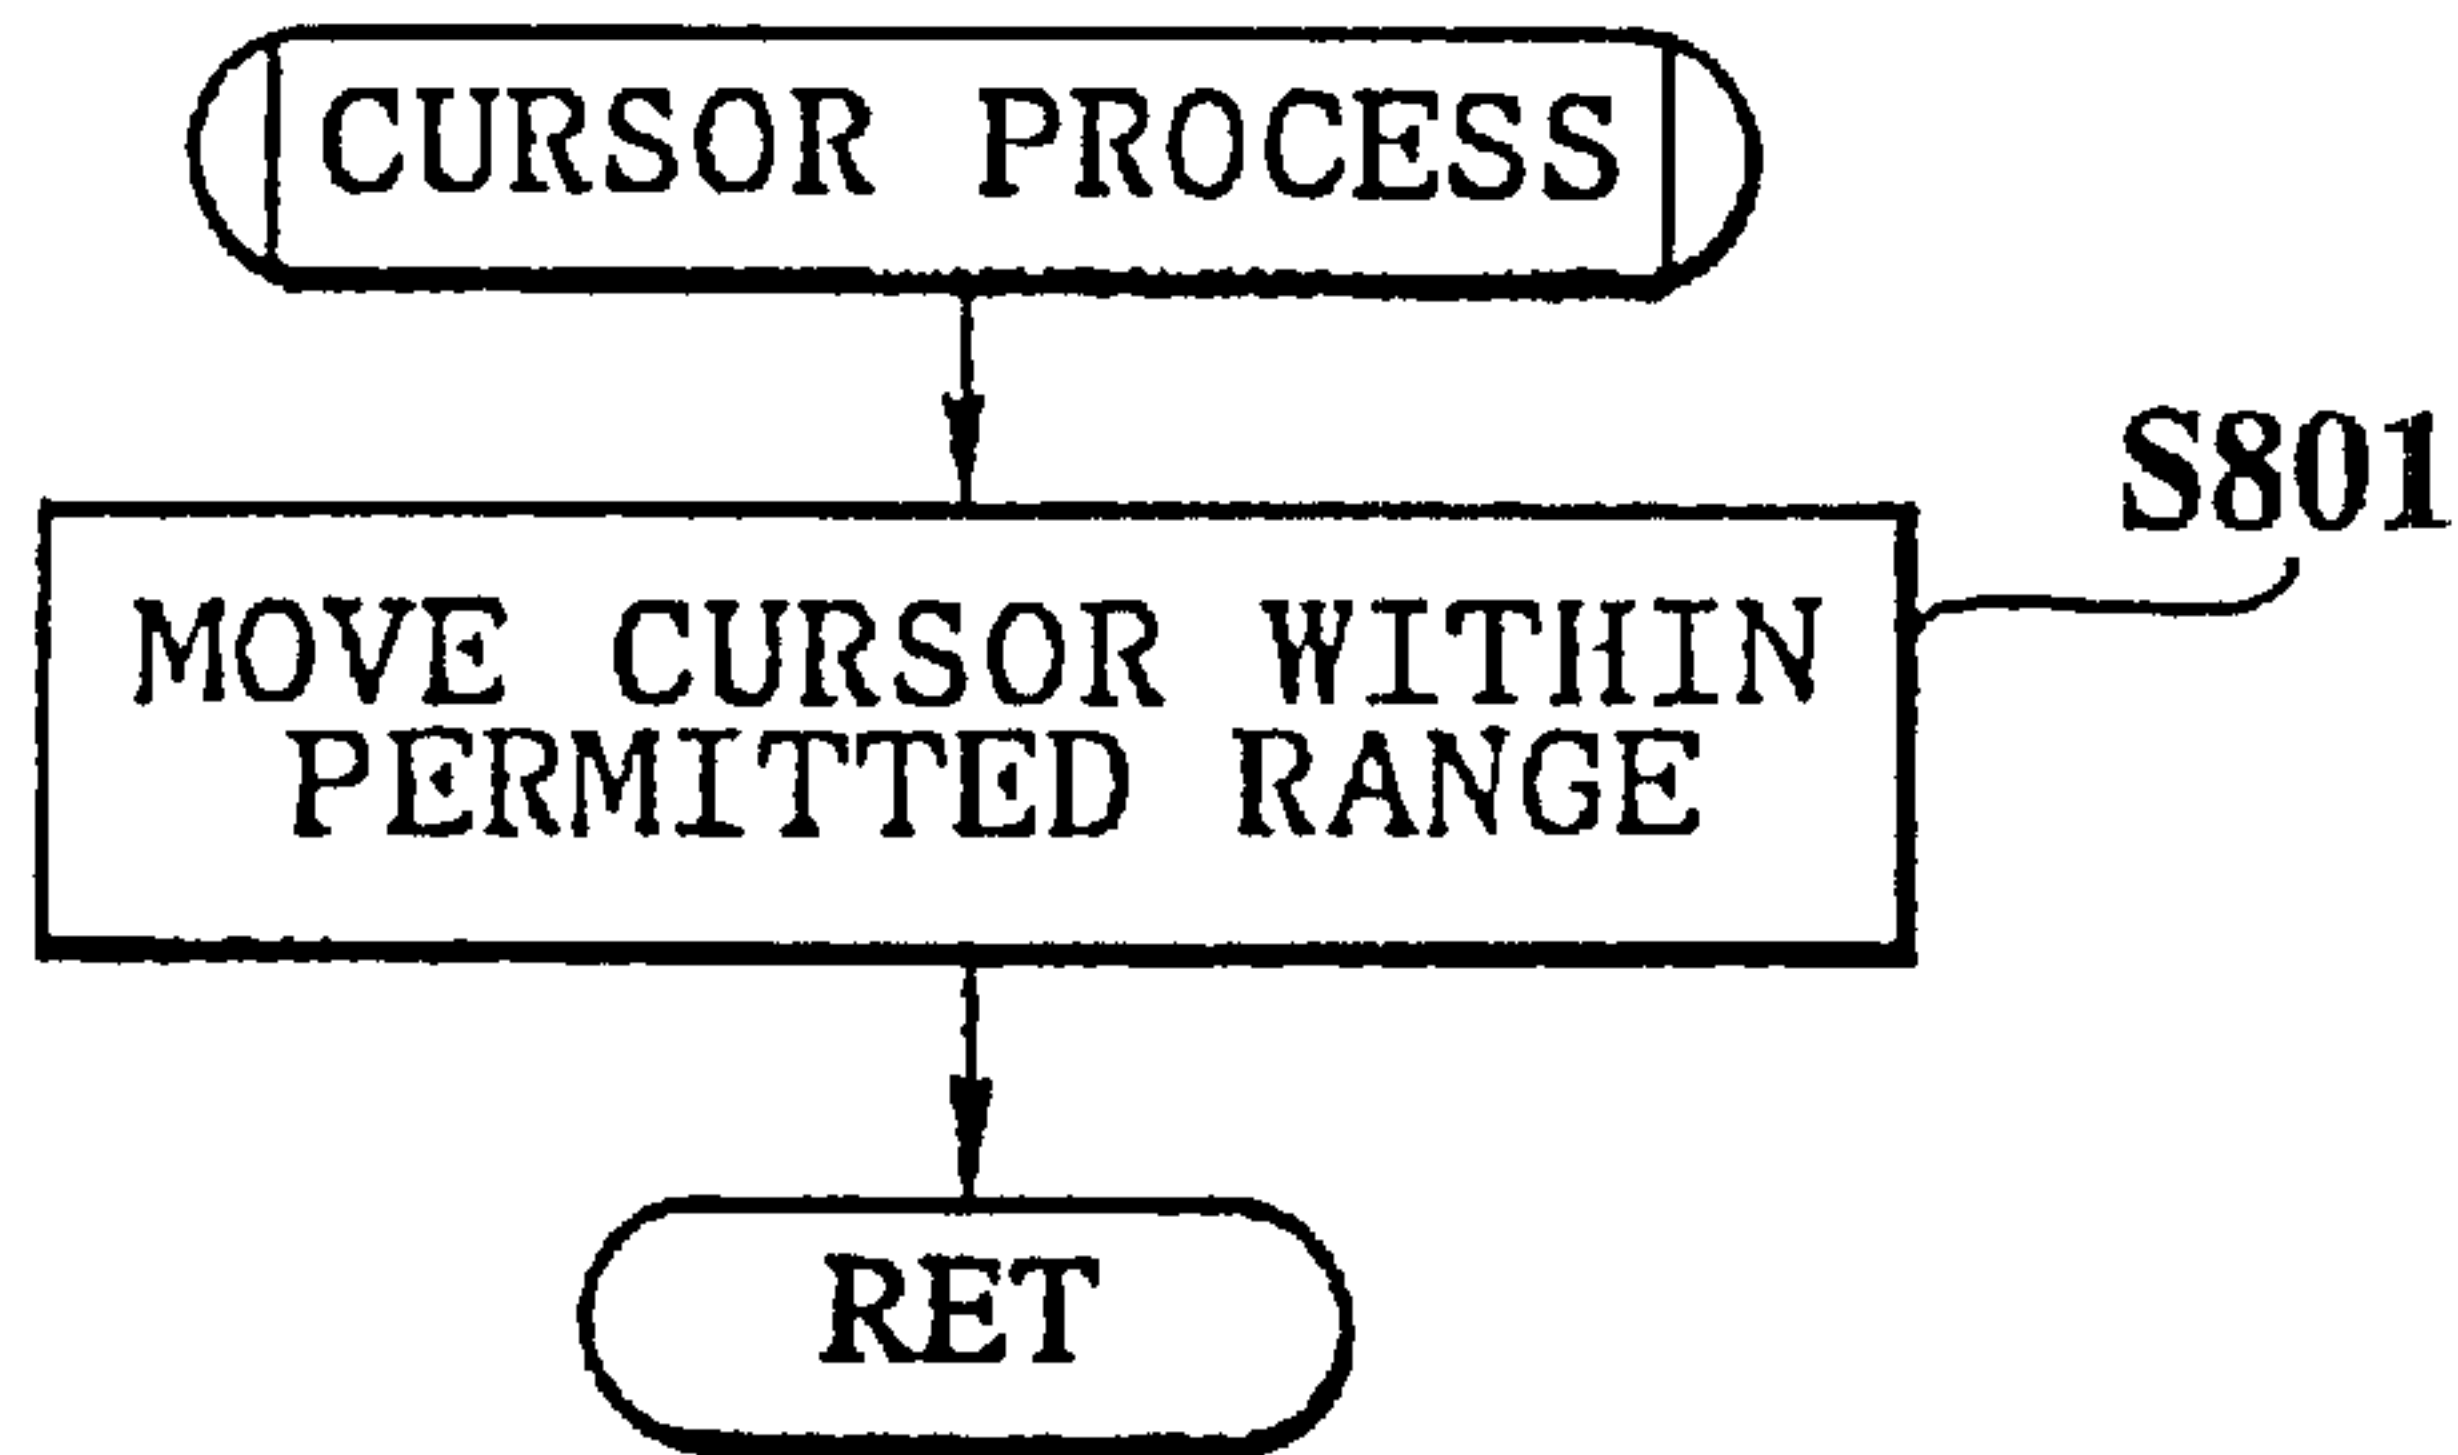 CURSOR PROCESS
S801
MOVE CURSOR WITHIN
PERMITTED RANGE
RET